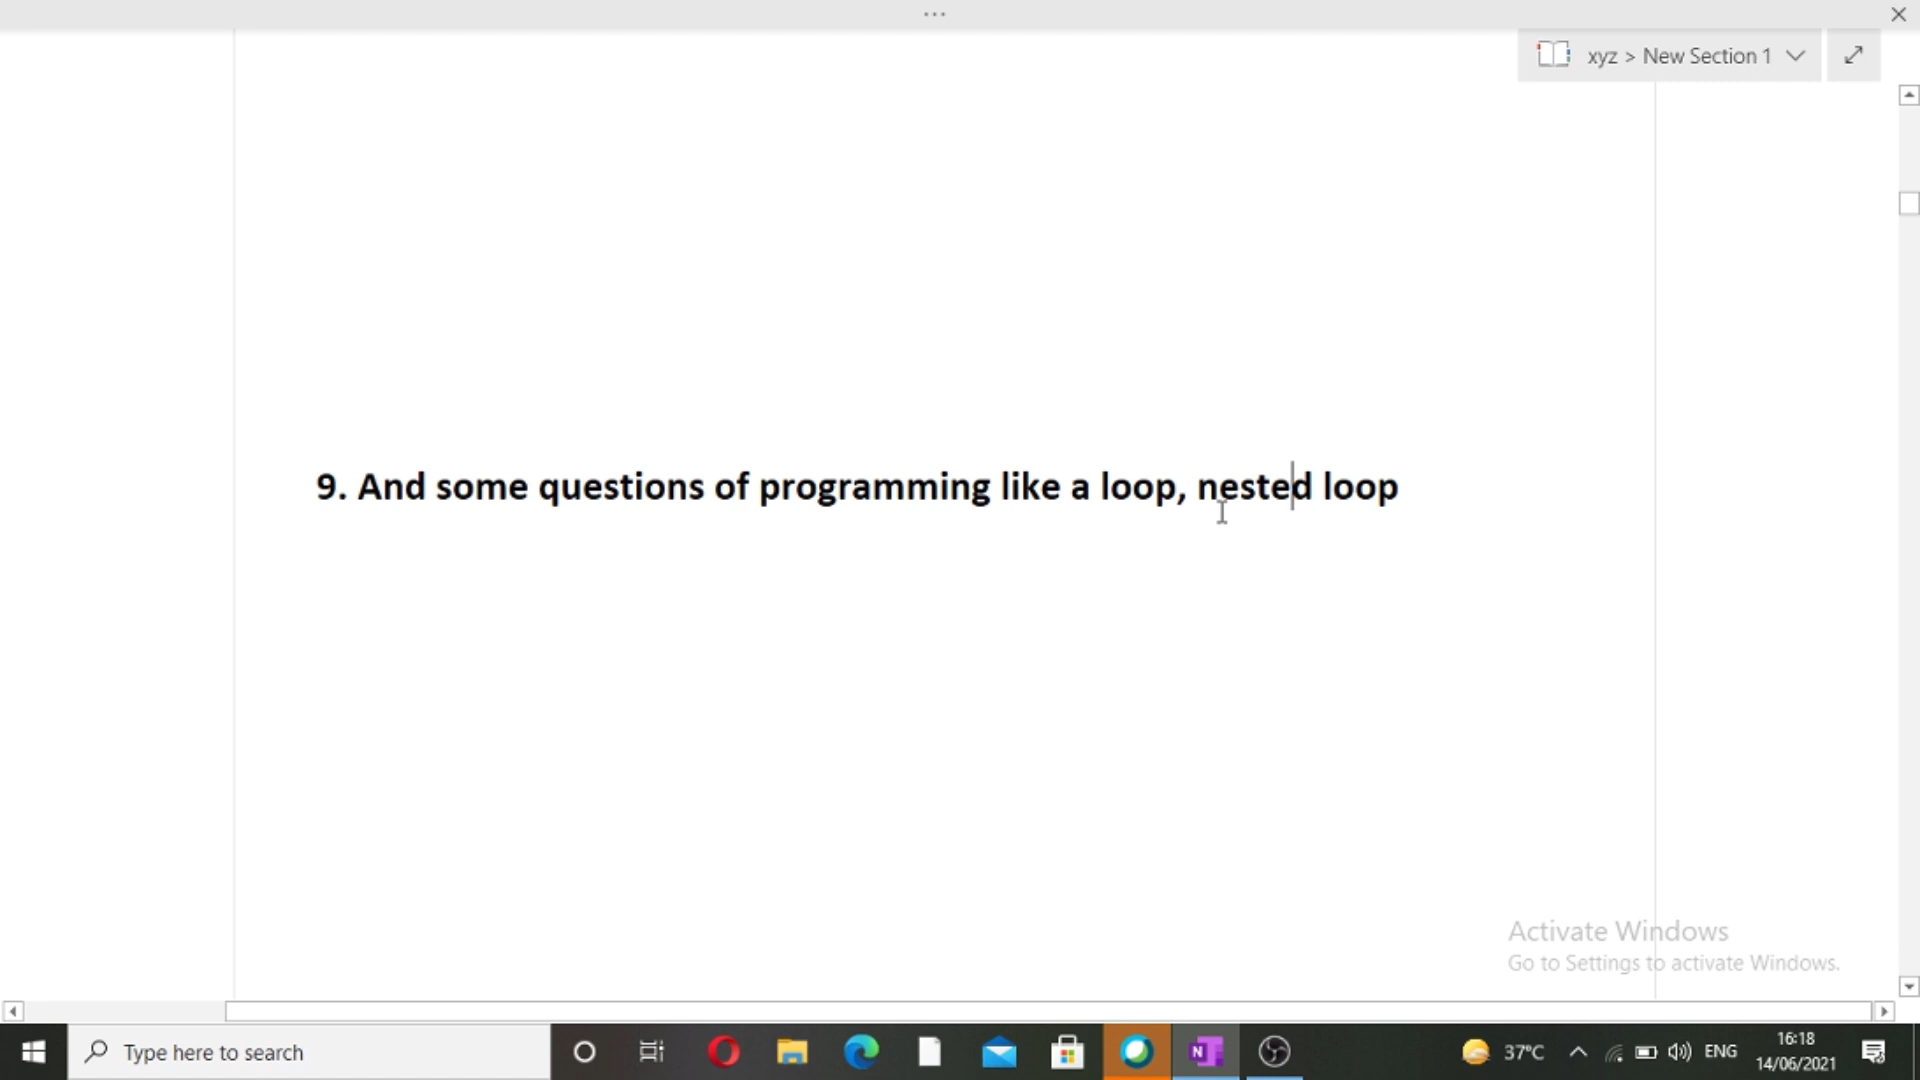 xyz > New Section 1
9. And some questions of programming like a loop, nested loop
Activate Windows
Go to Settings to activate Windows.
Type here to search
37°C
ENG
16:18
14/06/2021